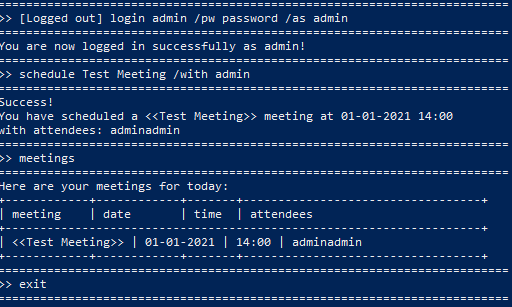 ================================================================================
>> [Logged out] login admin /pw password /as admin
================================================================================
You are now logged in successfully as admin!
================================================================================
>> schedule Test Meeting /with admin
================================================================================
Success!
You have scheduled a <<Test Meeting>> meeting at 01-01-2021 14:00
with attendees: adminadmin
================================================================================
>> meetings
================================================================================
Here are your meetings for today:
+------------+------------+-------+-----------------------------------+
| meeting    | date       | time  | attendees
+------------+------------+-------+-----------------------------------+
| <<Test Meeting>> | 01-01-2021 | 14:00 | adminadmin
+------------+------------+-------+-----------------------------------+
================================================================================
>> exit
================================================================================